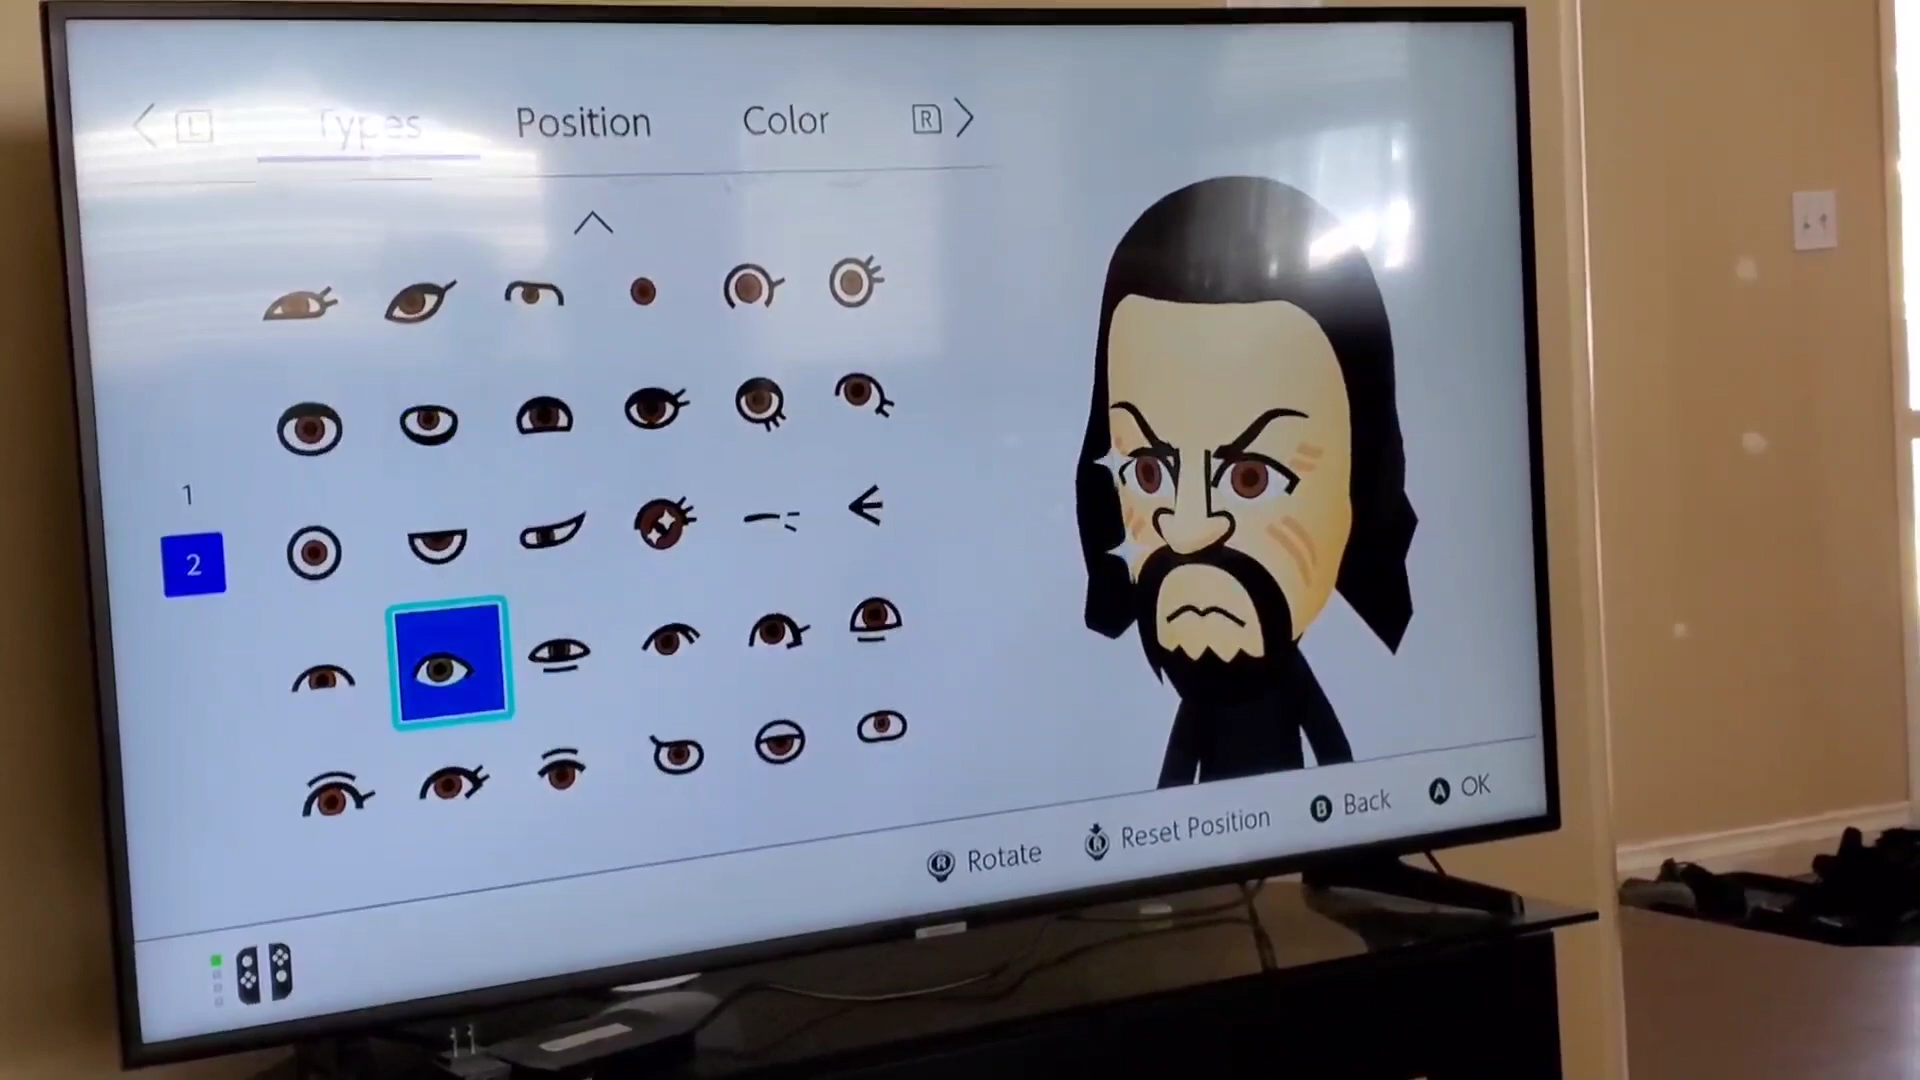 L Types Position Color R
1
2
R Rotate R Reset Position B Back A OK